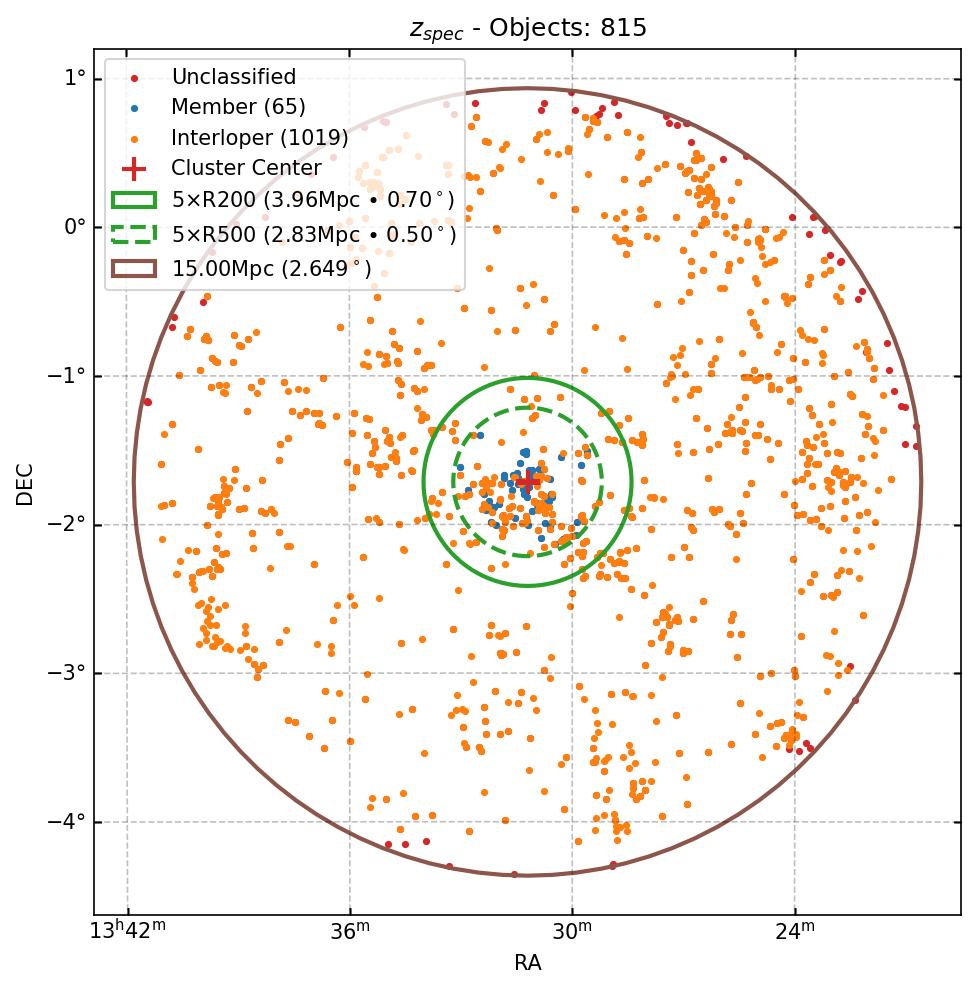 z_spec - Objects: 815
Unclassified
Member (65)
Interloper (1019)
Cluster Center
5×R200 (3.96Mpc • 0.70°)
5×R500 (2.83Mpc • 0.50°)
15.00Mpc (2.649°)
1°
0°
−1°
−2°
−3°
−4°
DEC
13ʰ42ᵐ
36ᵐ
30ᵐ
24ᵐ
RA